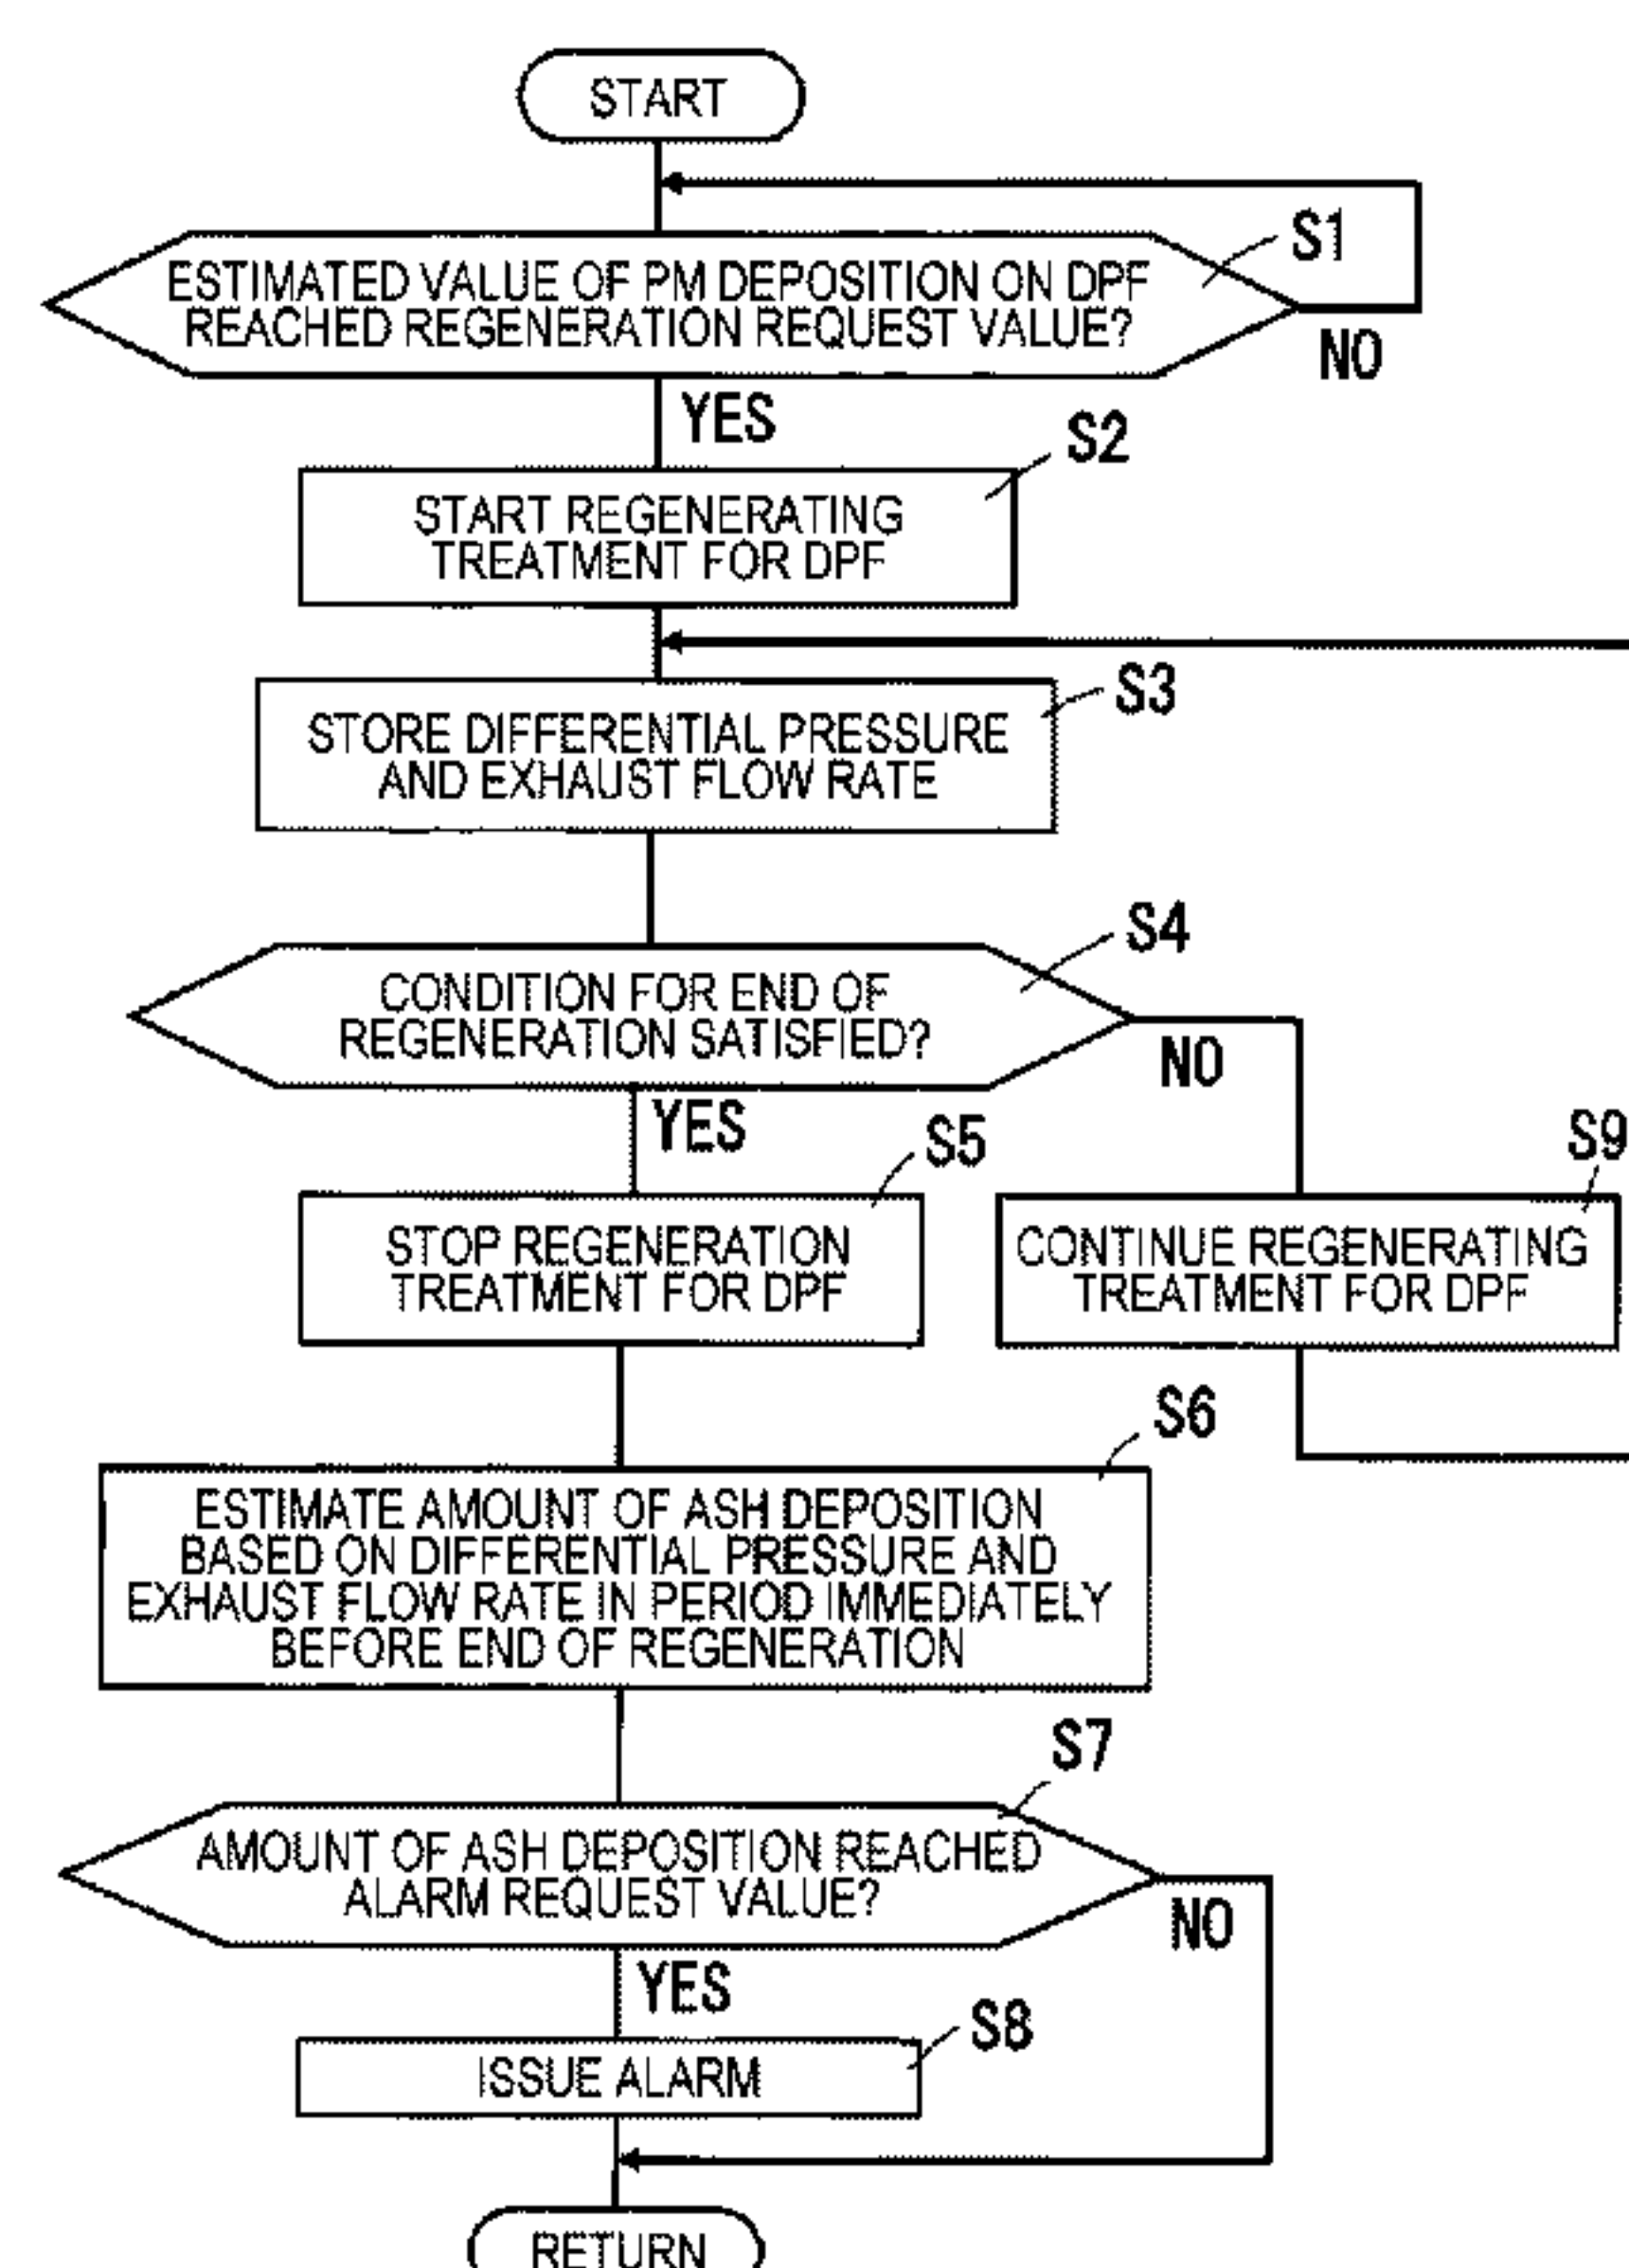 START
S1
ESTIMATED VALUE OF PM DEPOSITION ON DPF
REACHED REGENERATION REQUEST VALUE?
NO
YES
S2
START REGENERATING
TREATMENT FOR DPF
S3
STORE DIFFERENTIAL PRESSURE
AND EXHAUST FLOW RATE
S4
CONDITION FOR END OF
REGENERATION SATISFIED?
NO
YES
S5
S9
STOP REGENERATION
TREATMENT FOR DPF
CONTINUE REGENERATING
TREATMENT FOR DPF
S6
ESTIMATE AMOUNT OF ASH DEPOSITION
BASED ON DIFFERENTIAL PRESSURE AND
EXHAUST FLOW RATE IN PERIOD IMMEDIATELY
BEFORE END OF REGENERATION
S7
AMOUNT OF ASH DEPOSITION REACHED
ALARM REQUEST VALUE?
NO
YES
S8
ISSUE ALARM
RETURN